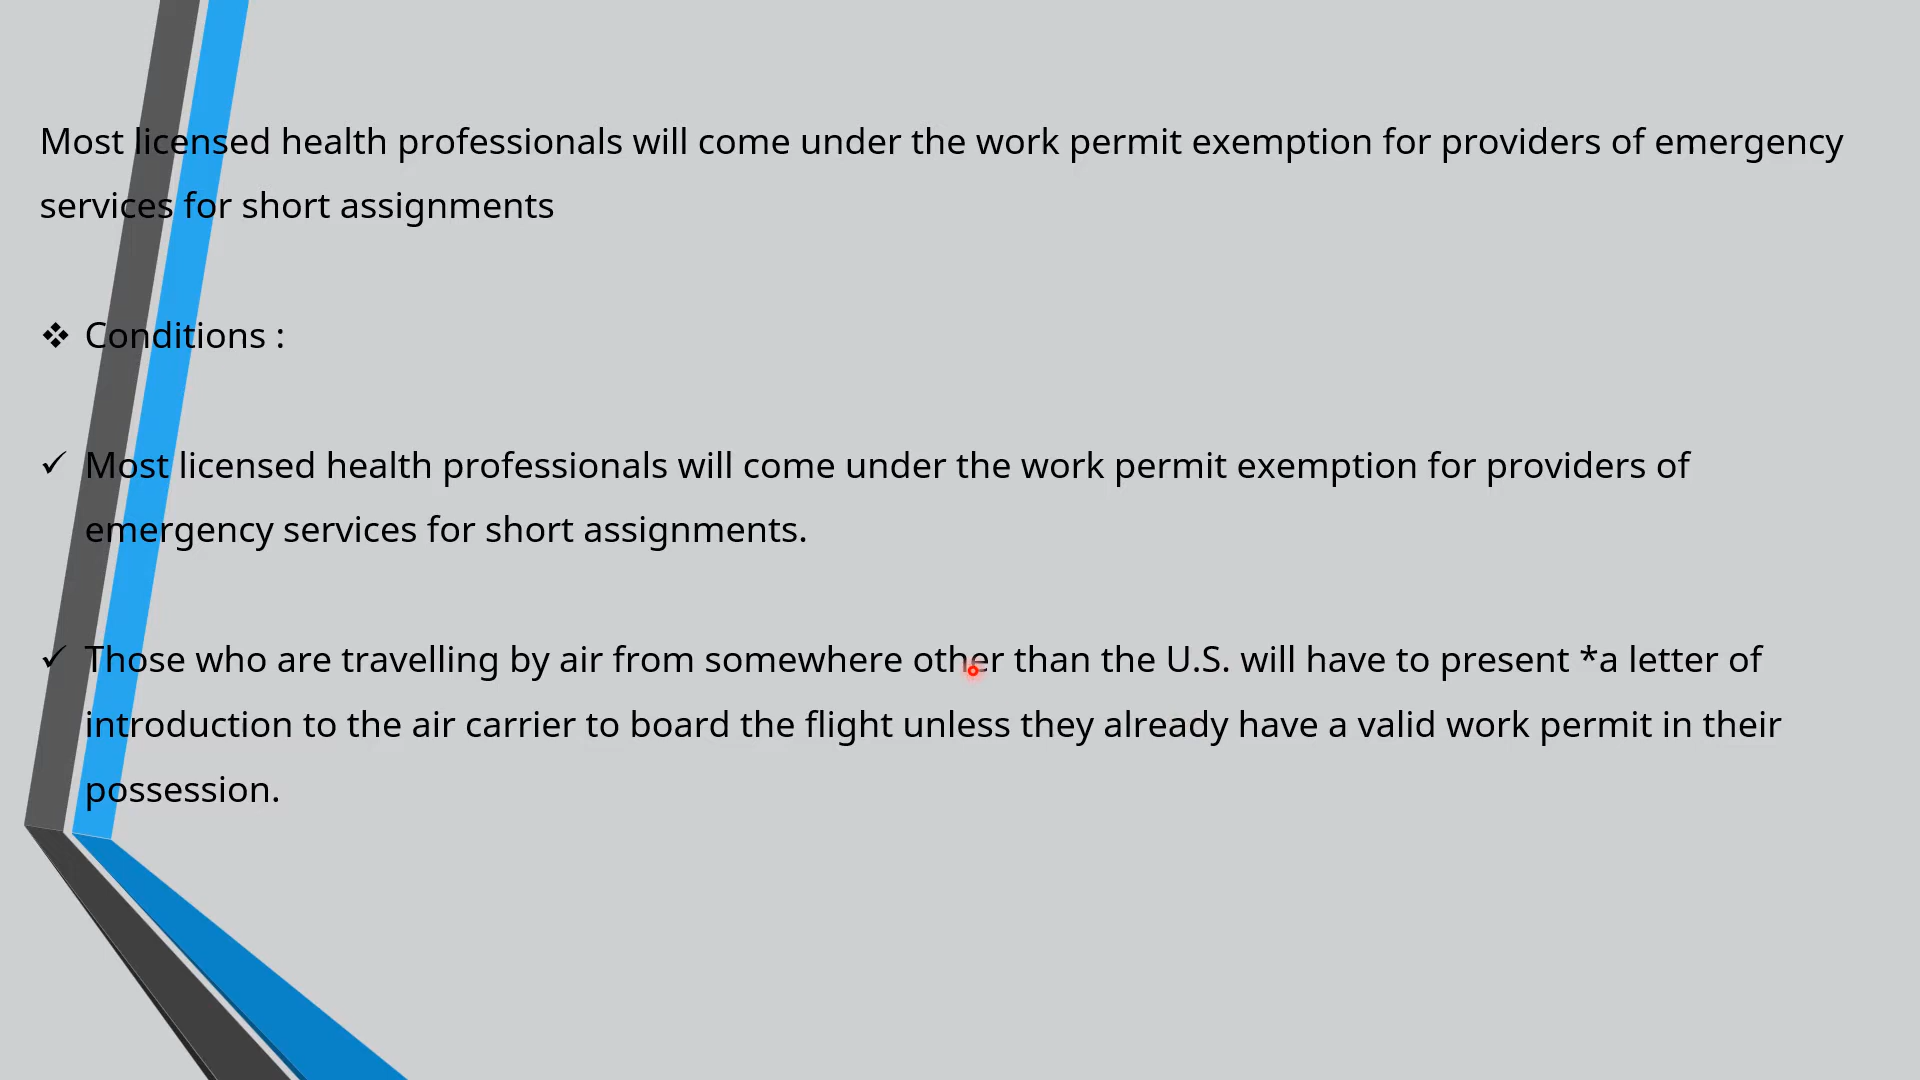 Most licensed health professionals will come under the work permit exemption for providers of emergency
services for short assignments
❖ Conditions :
✓ Most licensed health professionals will come under the work permit exemption for providers of
emergency services for short assignments.
✓ Those who are travelling by air from somewhere other than the U.S. will have to present *a letter of
introduction to the air carrier to board the flight unless they already have a valid work permit in their
possession.